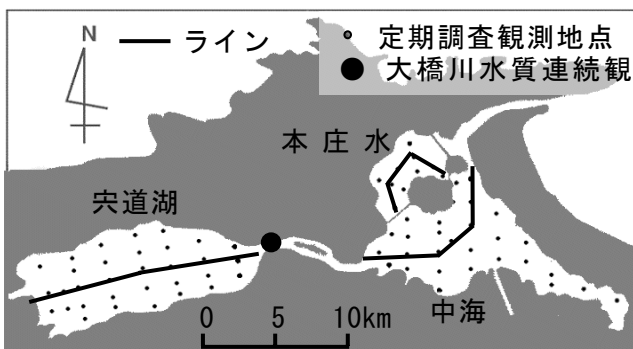 N
ライン
定期調査観測地点
大橋川水質連続観
本庄水
宍道湖
中海
0 5 10km